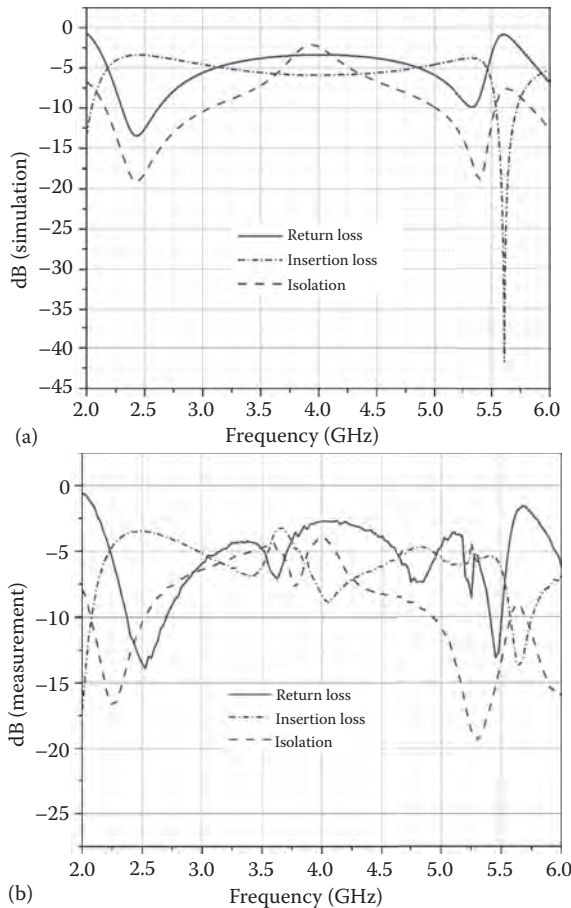 0
−5
−10
−15
−20
−25
−30
−35
−40
−45
dB (simulation)
Return loss
Insertion loss
Isolation
2.0 2.5 3.0 3.5 4.0 4.5 5.0 5.5 6.0
(a) Frequency (GHz)
0
−5
−10
−15
−20
−25
dB (measurement)
Return loss
Insertion loss
Isolation
2.0 2.5 3.0 3.5 4.0 4.5 5.0 5.5 6.0
(b) Frequency (GHz)